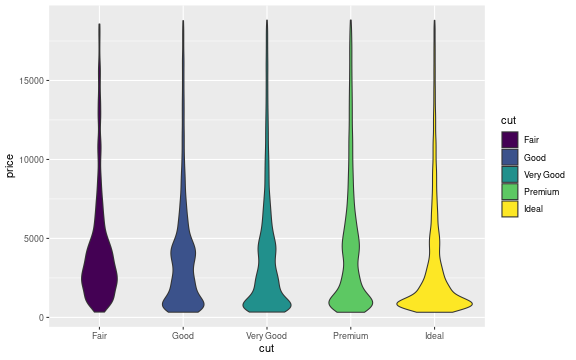 15000
10000
5000
0
price
Fair
Good
Very Good
Premium
Ideal
cut
cut
Fair
Good
Very Good
Premium
Ideal